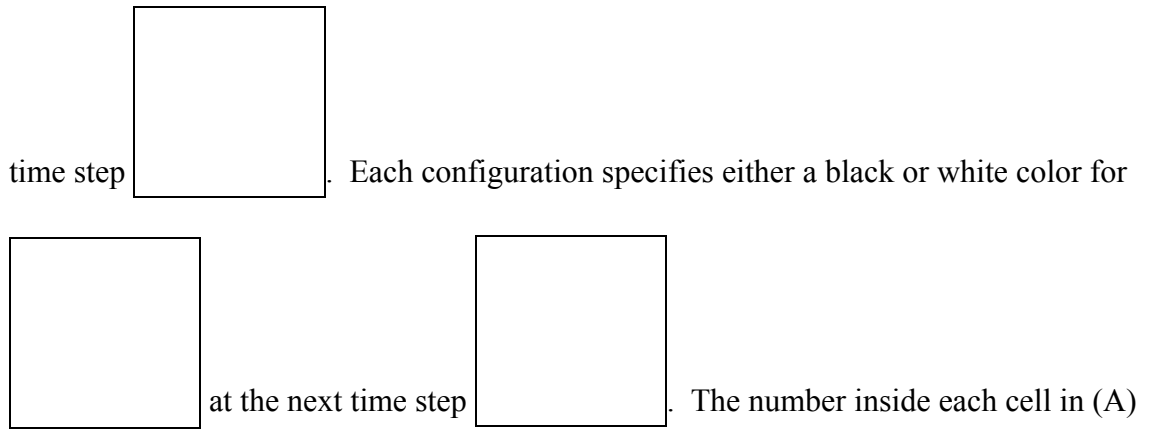 time step . Each configuration specifies either a black or white color for
at the next time step . The number inside each cell in (A)